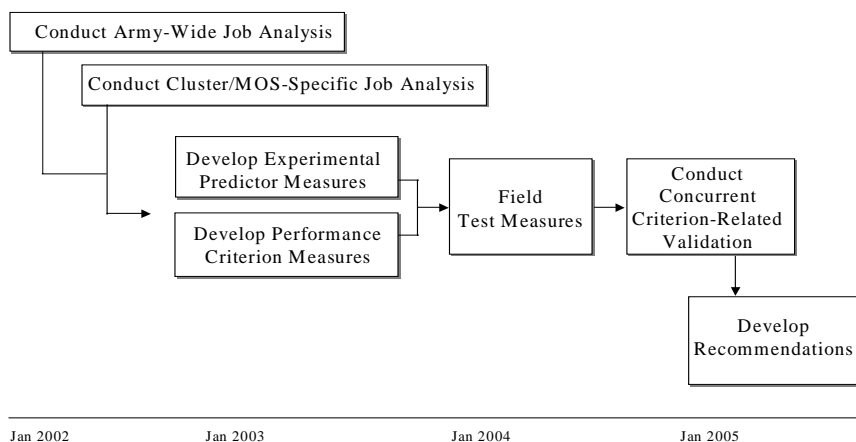 Conduct Army-Wide Job Analysis
Conduct Cluster/MOS-Specific Job Analysis
Develop Experimental
Predictor Measures
Develop Performance
Criterion Measures
Field
Test Measures
Conduct
Concurrent
Criterion-Related
Validation
Develop
Recommendations
Jan 2002
Jan 2003
Jan 2004
Jan 2005